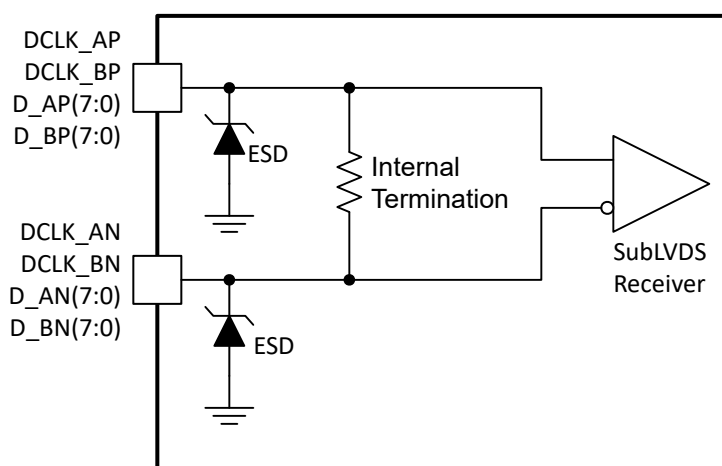 DCLK_AP
DCLK_BP
D_AP(7:0)
D_BP(7:0)
ESD
Internal
Termination
DCLK_AN
DCLK_BN
D_AN(7:0)
D_BN(7:0)
ESD
SubLVDS
Receiver